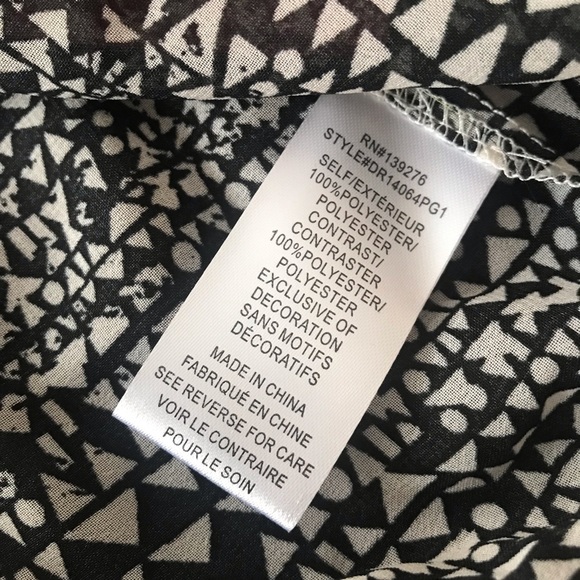 RN#139276
STYLE#DR14064PG1
SELF/EXTÉRIEUR
100%POLYESTER/
POLYESTER
CONTRAST/
CONTRASTER
100%POLYESTER/
POLYESTER
EXCLUSIVE OF
DECORATION
SANS MOTIFS
DÉCORATIFS
MADE IN CHINA
FABRIQUÉ EN CHINE
SEE REVERSE FOR CARE
VOIR LE CONTRAIRE
POUR LE SOIN